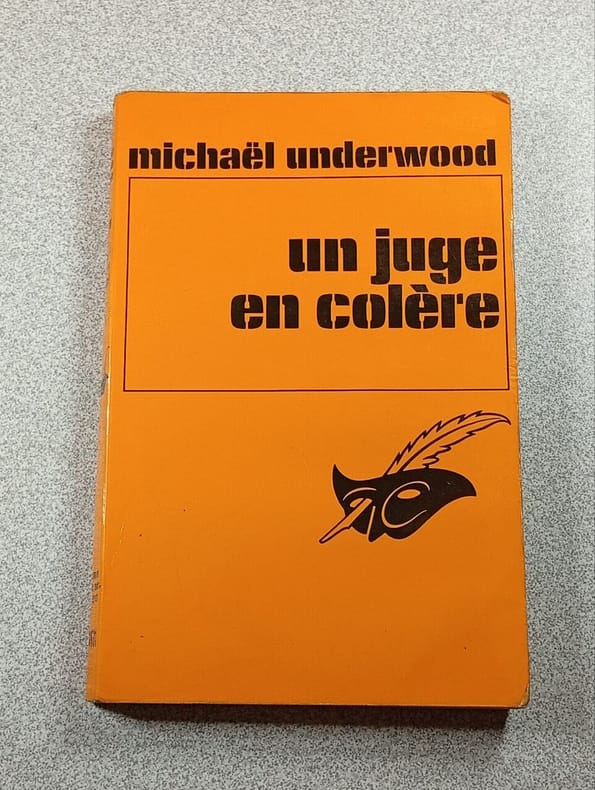 michaël underwood
un juge
en colère